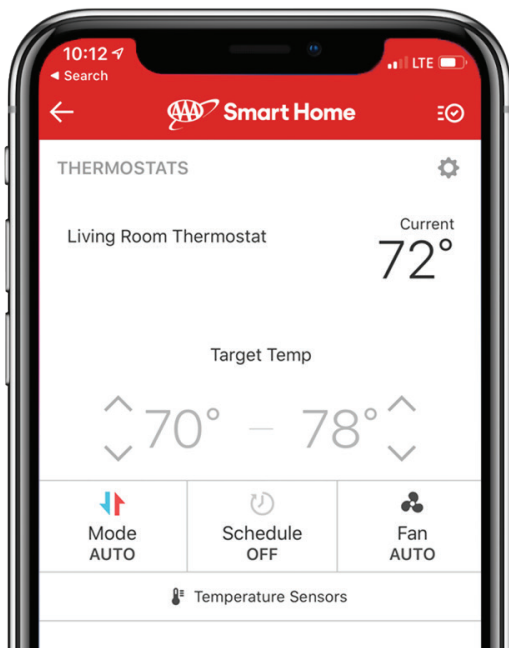 10:12
LTE
Search
AAA Smart Home
THERMOSTATS
Living Room Thermostat
Current
72°
Target Temp
70° – 78°
Mode
AUTO
Schedule
OFF
Fan
AUTO
Temperature Sensors